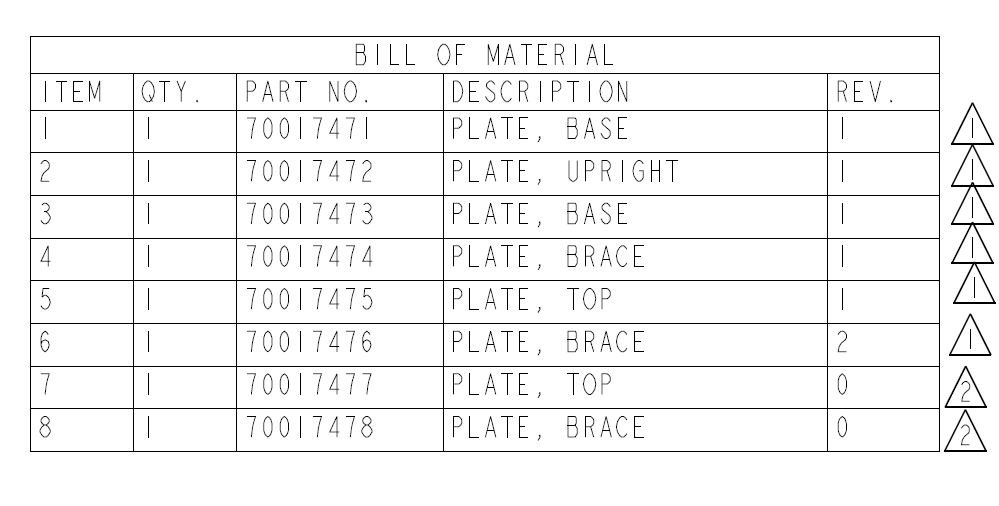 BILL OF MATERIAL
ITEM QTY. PART NO. DESCRIPTION REV.
1 1 70017471 PLATE, BASE 1 1
2 1 70017472 PLATE, UPRIGHT 1 1
3 1 70017473 PLATE, BASE 1 1
4 1 70017474 PLATE, BRACE 1 1
5 1 70017475 PLATE, TOP 1 1
6 1 70017476 PLATE, BRACE 2 1
7 1 70017477 PLATE, TOP 0 2
8 1 70017478 PLATE, BRACE 0 2